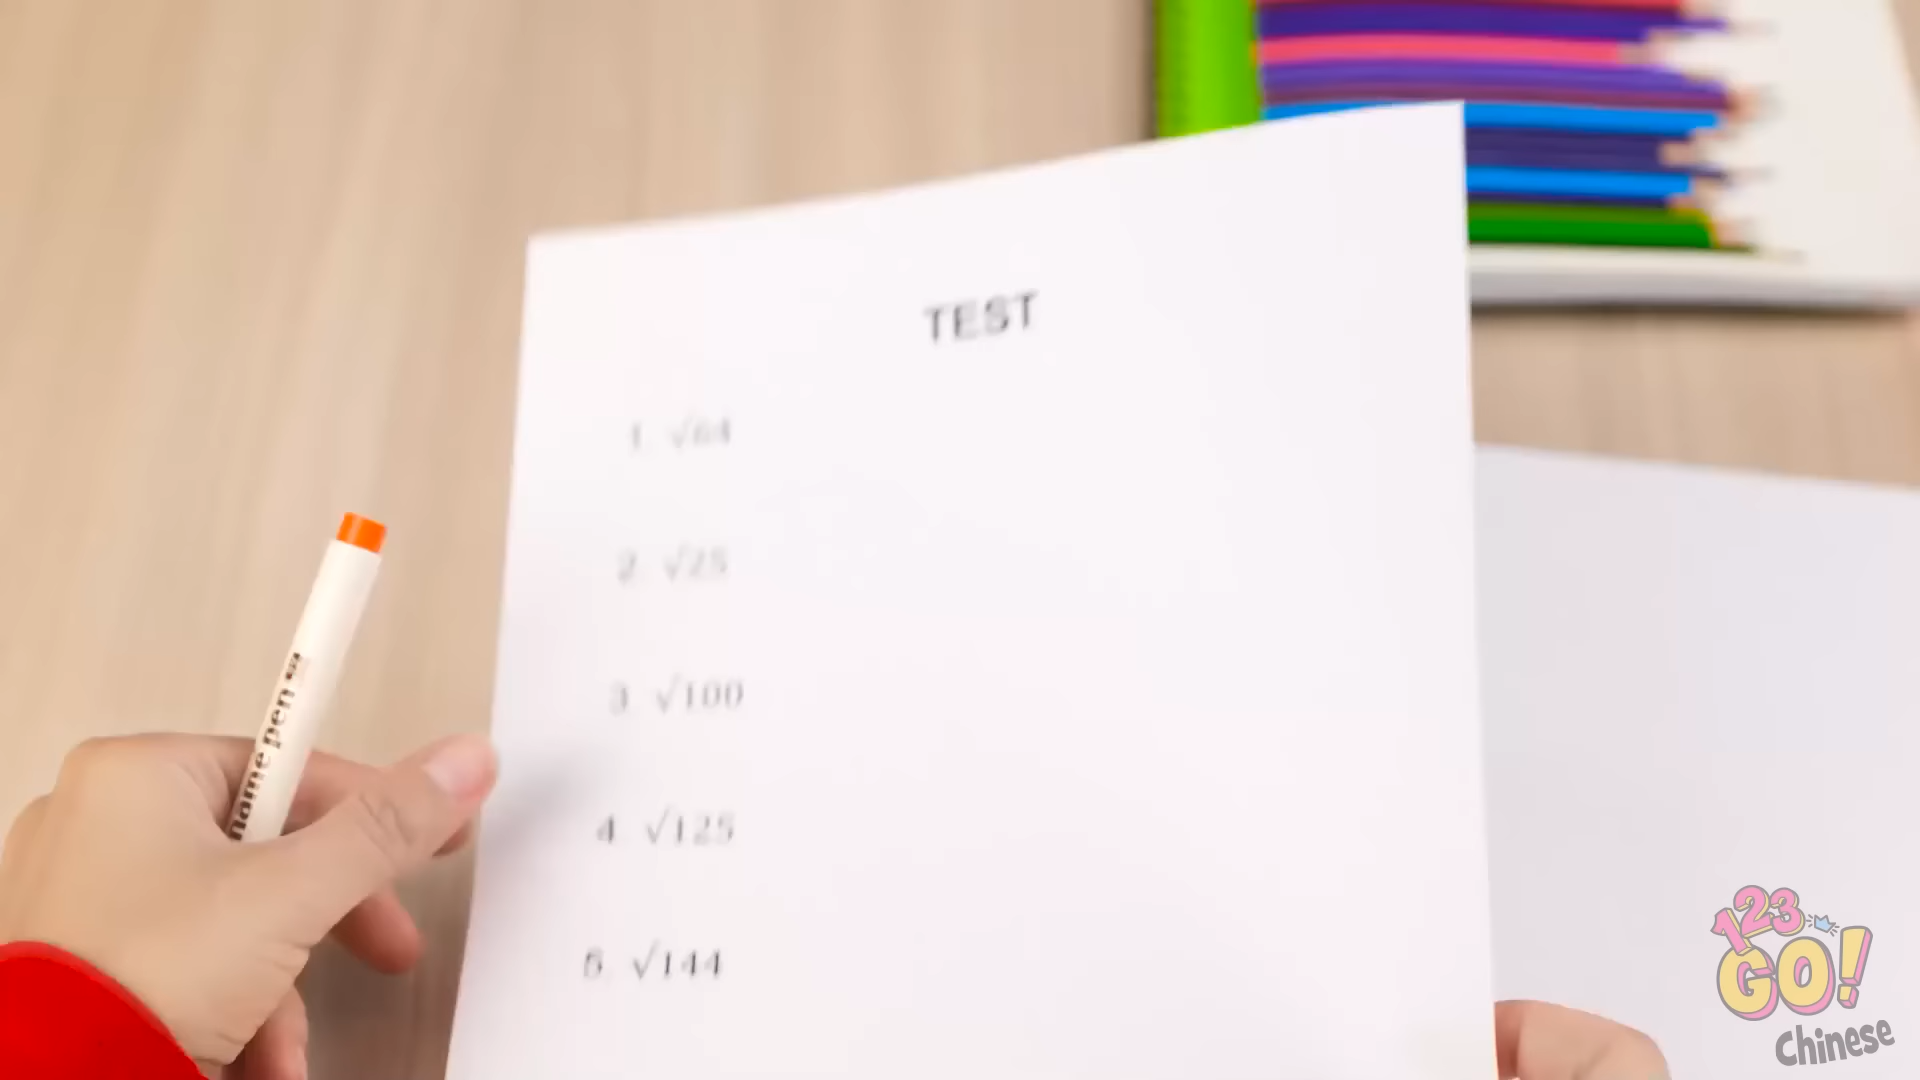 TEST
1. √64
2. √25
3. √100
4. √125
5. √144
name pen
123
GO!
Chinese